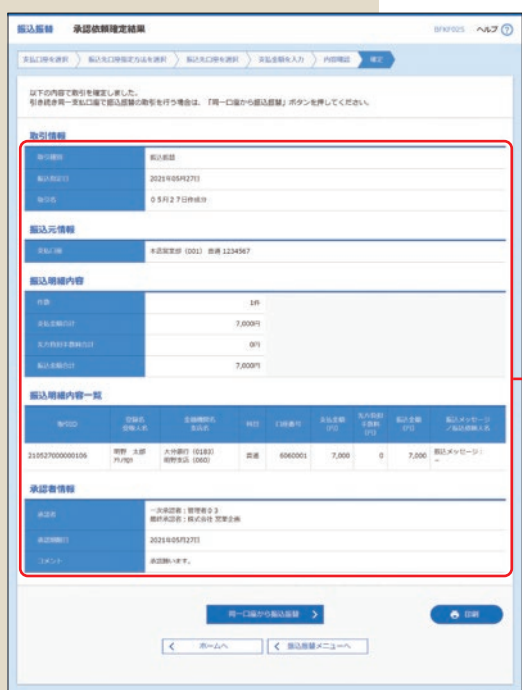 振込振替 承認依頼確定結果
BFKF02S ヘルプ ?
支払口座を選択 振込先口座指定方法を選択 振込先口座を選択 支払金額を入力 内容確認 確定
以下の内容で取引を確定しました。
引き続き同一支払口座で振込振替の取引を行う場合は、「同一口座から振込振替」ボタンを押してください。
取引情報
取引種別 振込振替
振込指定日 2021年05月27日
取引名 05月27日作成分
振込元情報
支払口座 本店営業部(001) 普通 1234567
振込明細内容
件数 1件
支払金額合計 7,000円
先方負担手数料合計 0円
振込金額合計 7,000円
振込明細内容一覧
取引ID 登録名 受取人名 金融機関名 支店名 科目 口座番号 支払金額(円) 先方負担手数料(円) 振込金額(円) 振込メッセージ/振込依頼人名
210527000000106 明野 太郎 大分銀行(0183) 明野支店(060) 普通 6060001 7,000 0 7,000 振込メッセージ:
承認者情報
承認者 一次承認者:管理者03
最終承認者:株式会社 営業企画
承認期限日 2021年05月27日
コメント 承認願います。
同一口座から振込振替
印刷
ホームへ 振込振替メニューへ